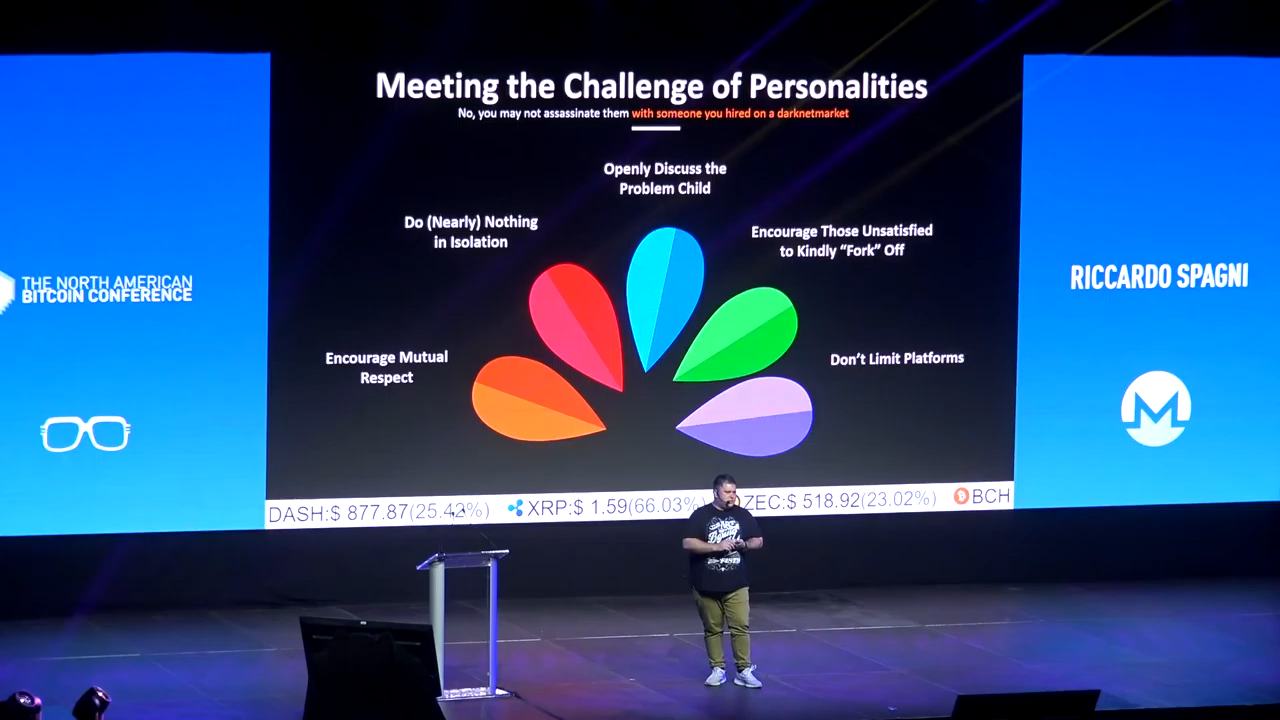 Meeting the Challenge of Personalities
No, you may not assassinate them with someone you hired on a darknetmarket
Openly Discuss the
Problem Child
Do (Nearly) Nothing
in Isolation
Encourage Those Unsatisfied
to Kindly “Fork” Off
Encourage Mutual
Respect
Don’t Limit Platforms
THE NORTH AMERICAN
BITCOIN CONFERENCE
RICCARDO SPAGNI
DASH:$ 877.87(25.42%) XRP:$ 1.59(66.03%) ZEC:$ 518.92(23.02%) BCH